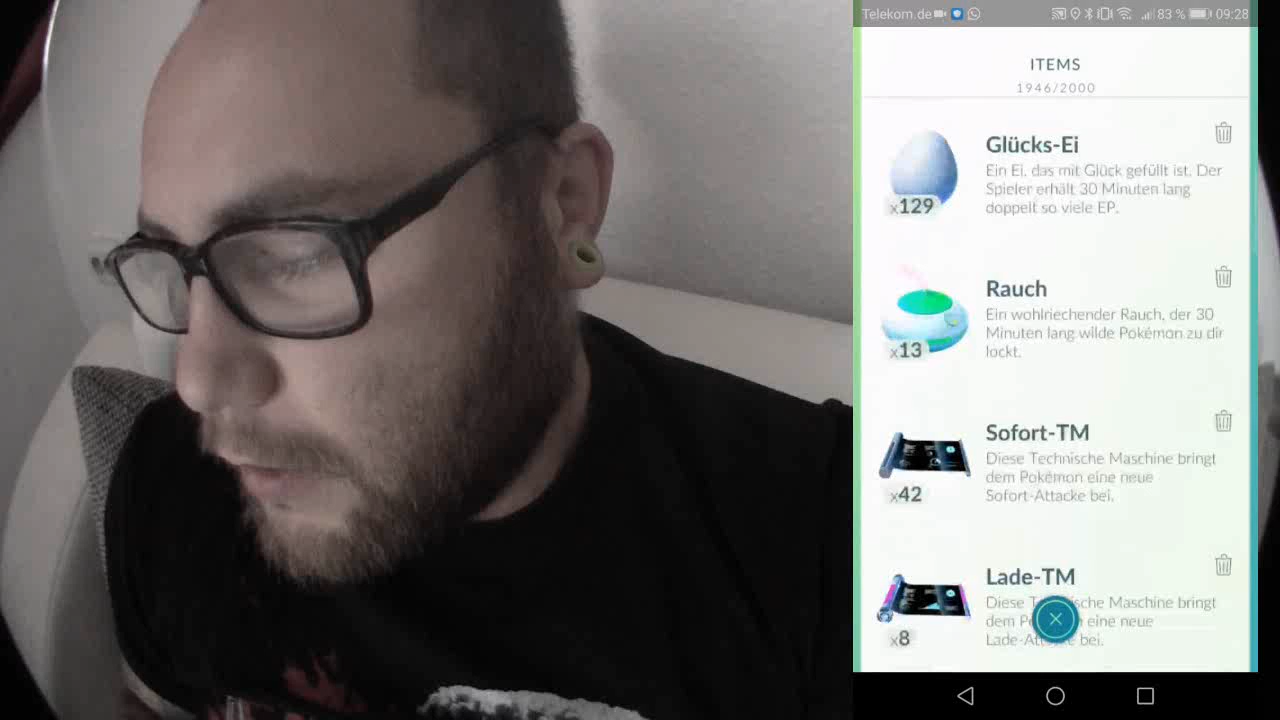 Telekom.de 83 % 09:28
ITEMS
1946/2000
Glücks-Ei
Ein Ei, das mit Glück gefüllt ist. Der
Spieler erhält 30 Minuten lang
doppelt so viele EP.
x129
Rauch
Ein wohlriechender Rauch, der 30
Minuten lang wilde Pokémon zu dir
lockt.
x13
Sofort-TM
Diese Technische Maschine bringt
dem Pokémon eine neue
Sofort-Attacke bei.
x42
Lade-TM
Diese Maschine bringt
eine neue
bei.
x8